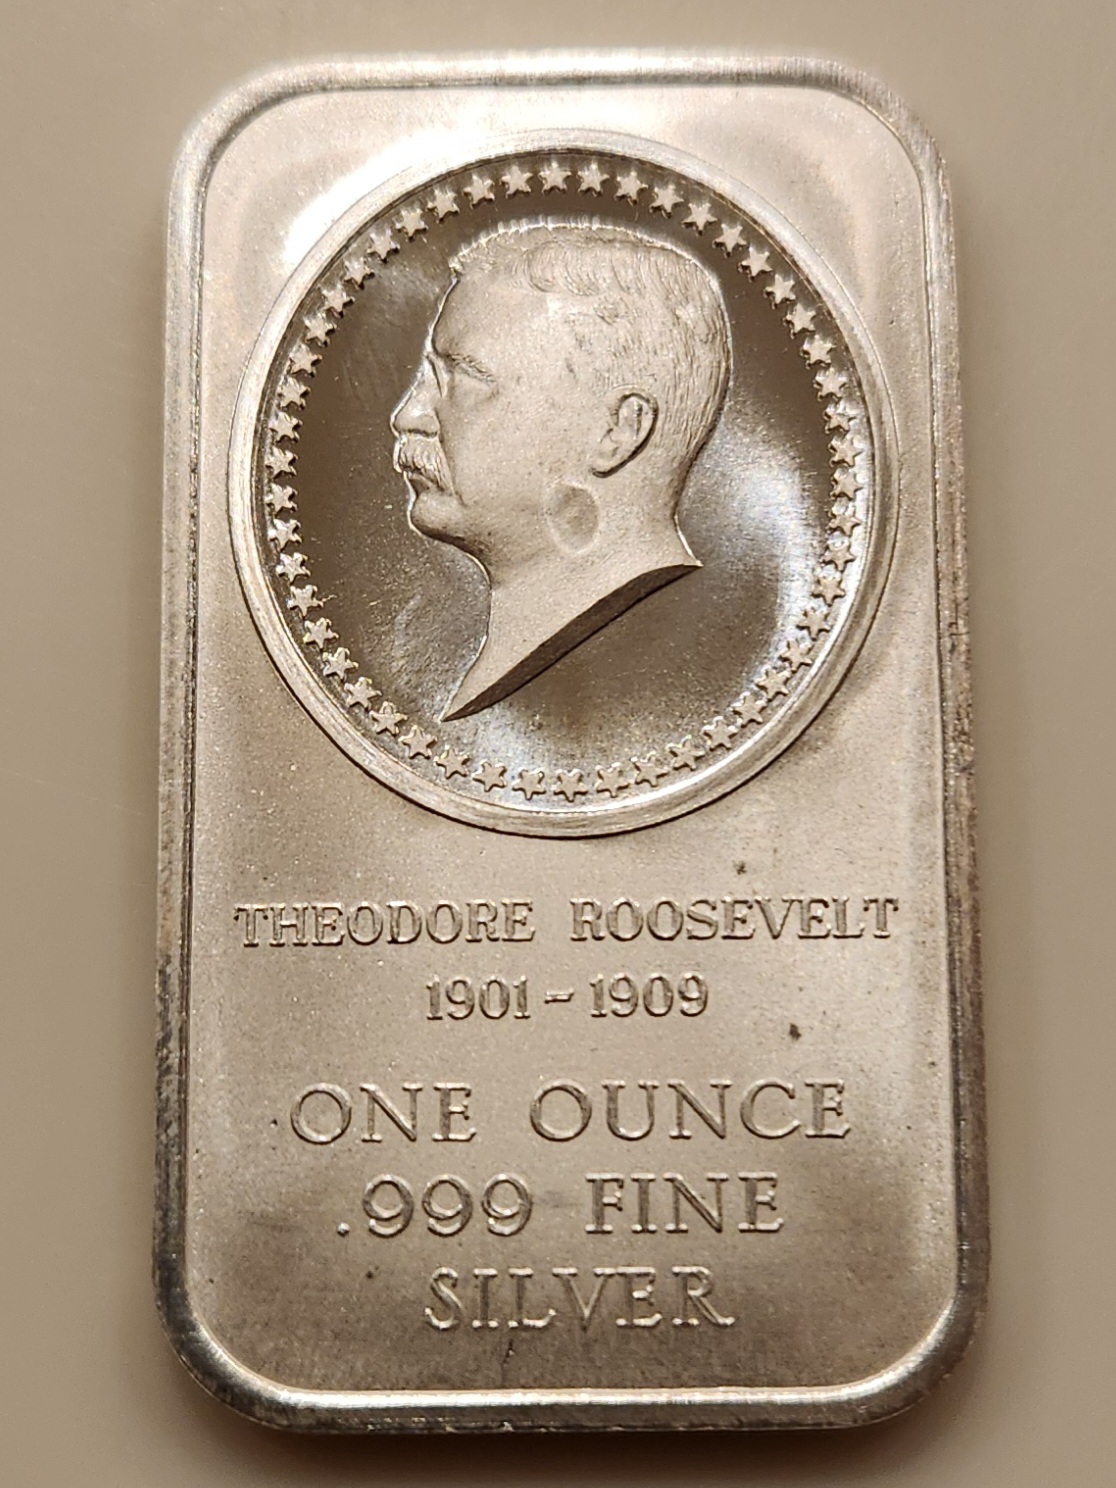 THEODORE ROOSEVELT
1901-1909
ONE OUNCE
.999 FINE
SILVER